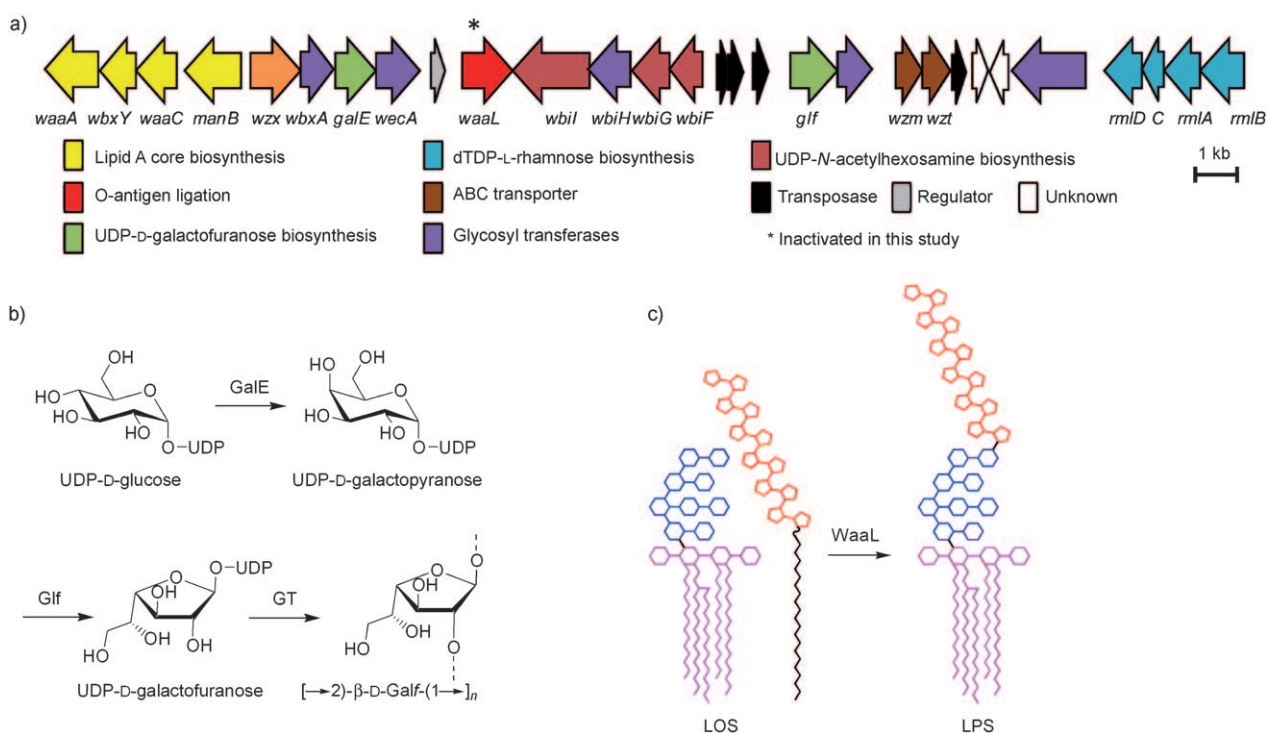 a)
*
waaA wbxY waaC manB wzx wbxA galE wecA waaL wbiI wbiH wbiG wbiF glf wzm wzt rmlD C rmlA rmlB
Lipid A core biosynthesis
dTDP-L-rhamnose biosynthesis
UDP-N-acetylhexosamine biosynthesis
1 kb
O-antigen ligation
ABC transporter
Transposase
Regulator
Unknown
UDP-D-galactofuranose biosynthesis
Glycosyl transferases
* Inactivated in this study
b)
OH
HO
HO
HO
O
O–UDP
GalE
HO
OH
HO
HO
O
O–UDP
UDP-D-glucose
UDP-D-galactopyranose
Glf
O
O–UDP
OH
OH
OH
HO
GT
O
O
OH
OH
HO
O
UDP-D-galactofuranose
[→2)-β-D-Galf-(1→]n
c)
WaaL
LOS
LPS